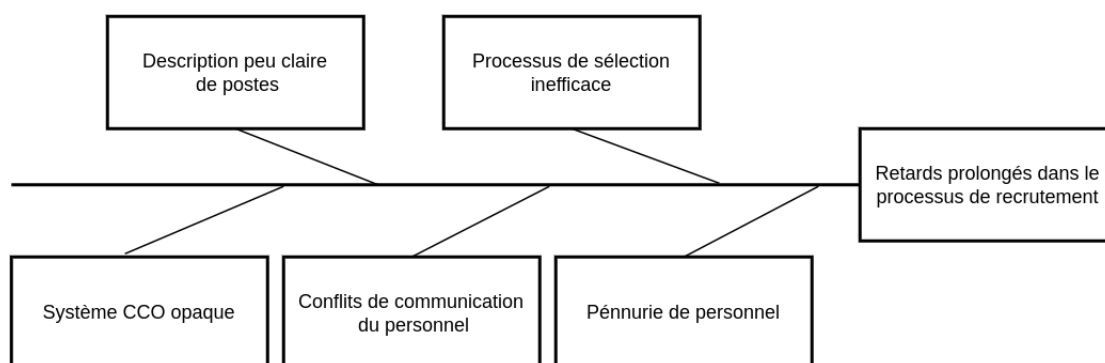 Description peu claire
de postes
Processus de sélection
inefficace
Retards prolongés dans le
processus de recrutement
Système CCO opaque
Conflits de communication
du personnel
Pénnurie de personnel